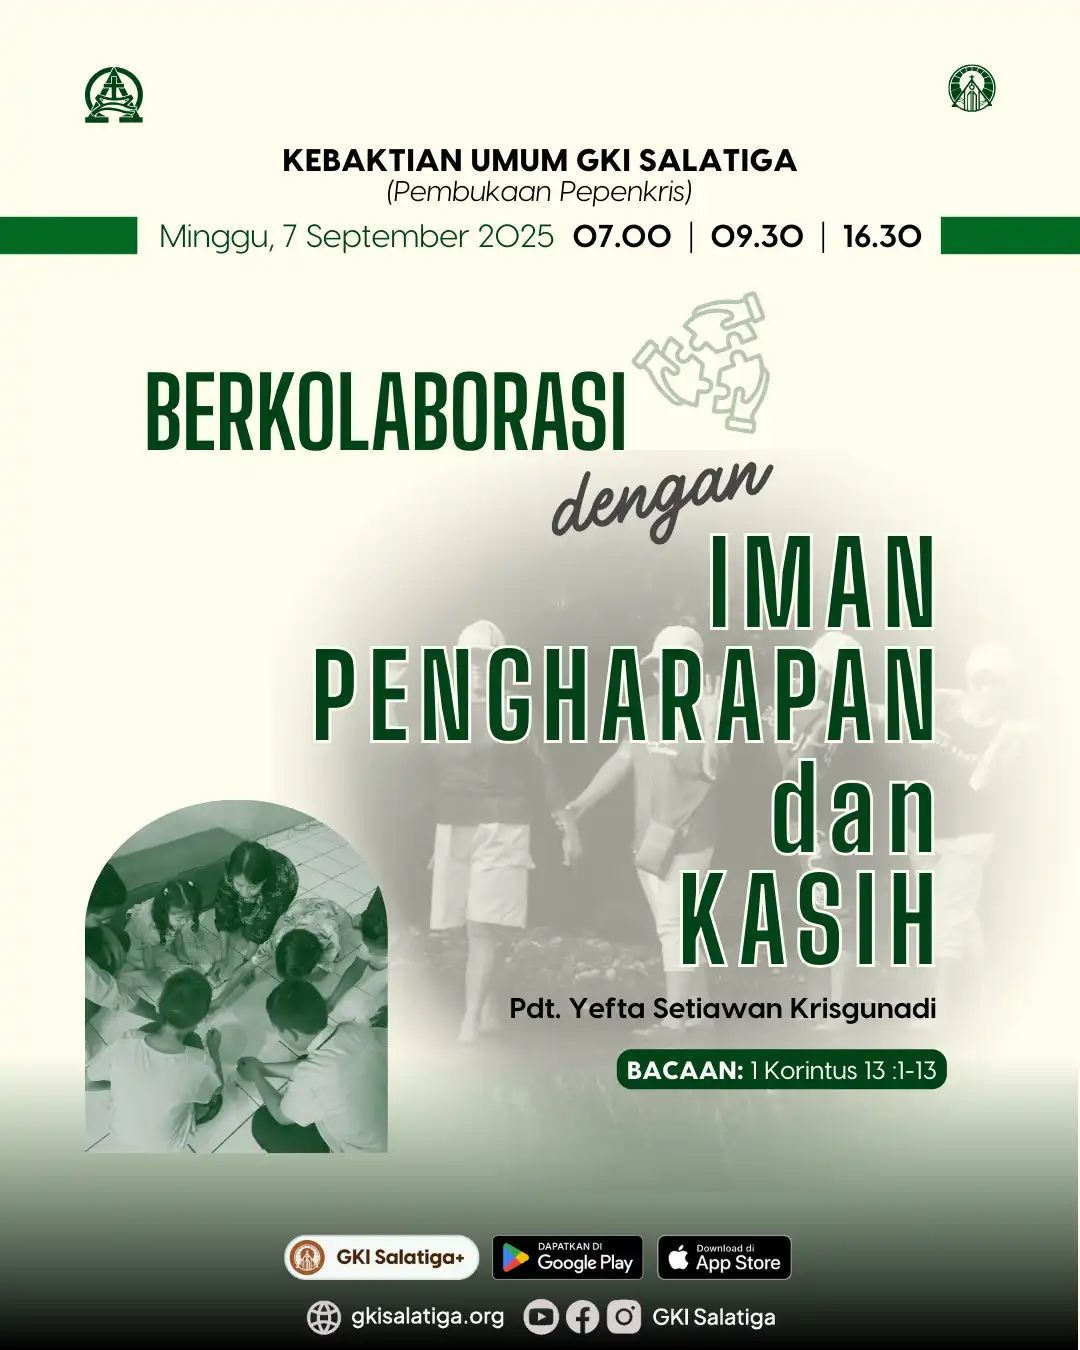 KEBAKTIAN UMUM GKI SALATIGA
(Pembukaan Pepenkris)
Minggu, 7 September 2025 07.00 | 09.30 | 16.30
BERKOLABORASI
dengan
IMAN
PENGHARAPAN
dan
KASIH
Pdt. Yefta Setiawan Krisgunadi
BACAAN: 1 Korintus 13 :1-13
GKI Salatiga+
DAPATKAN DI
Google Play
Download di
App Store
gkisalatiga.org
GKI Salatiga